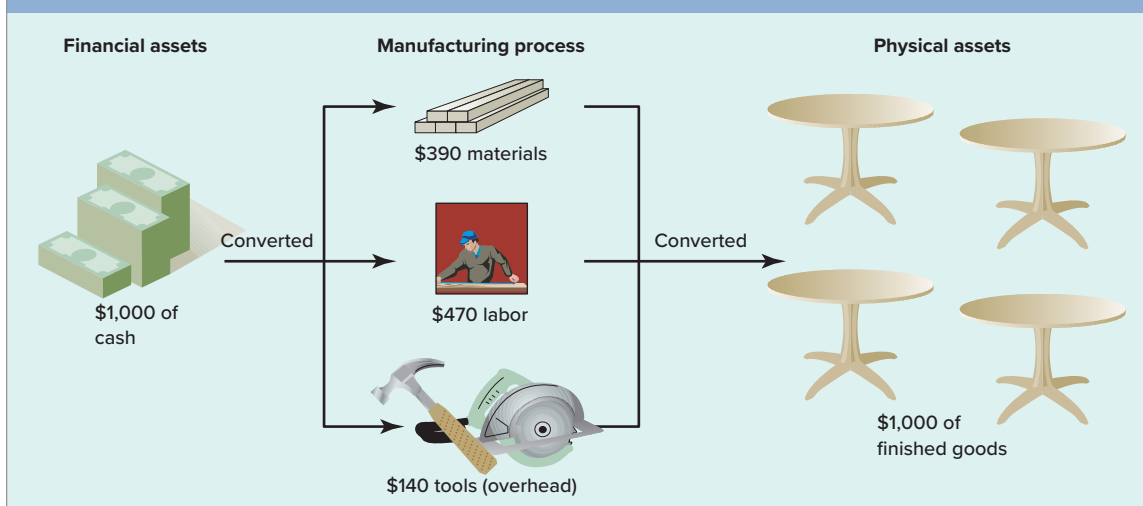 Financial assets
Manufacturing process
Physical assets
$390 materials
Converted
Converted
$1,000 of
cash
$470 labor
$140 tools (overhead)
$1,000 of
finished goods